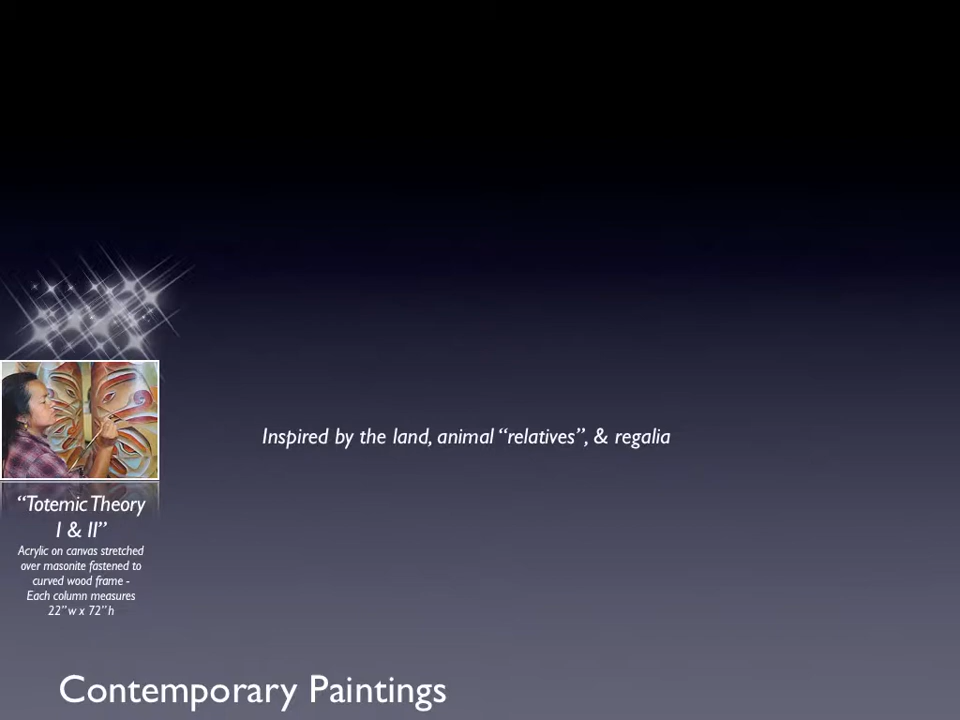 Inspired by the land, animal “relatives”, & regalia
“Totemic Theory
I & II”
Acrylic on canvas stretched
over masonite fastened to
curved wood frame -
Each column measures
22” w x 72” h
Contemporary Paintings